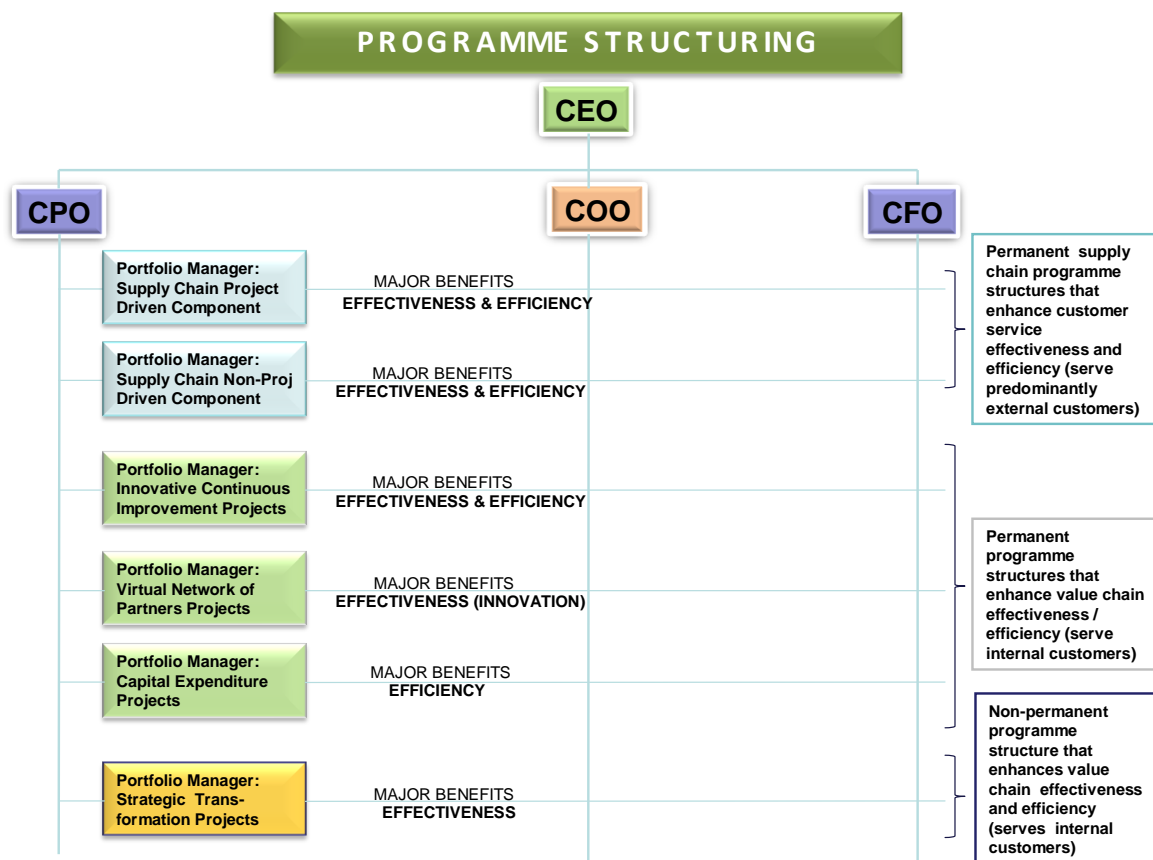 PROGRAMME STRUCTURING
CEO
CPO
COO
CFO
Portfolio Manager:
Supply Chain Project
Driven Component
MAJOR BENEFITS
EFFECTIVENESS & EFFICIENCY
Portfolio Manager:
Supply Chain Non-Proj
Driven Component
MAJOR BENEFITS
EFFECTIVENESS & EFFICIENCY
Permanent supply
chain programme
structures that
enhance customer
service
effectiveness and
efficiency (serve
predominantly
external customers)
Portfolio Manager:
Innovative Continuous
Improvement Projects
MAJOR BENEFITS
EFFECTIVENESS & EFFICIENCY
Portfolio Manager:
Virtual Network of
Partners Projects
MAJOR BENEFITS
EFFECTIVENESS (INNOVATION)
Portfolio Manager:
Capital Expenditure
Projects
MAJOR BENEFITS
EFFICIENCY
Permanent
programme
structures that
enhance value chain
effectiveness /
efficiency (serve
internal customers)
Portfolio Manager:
Strategic Trans-
formation Projects
MAJOR BENEFITS
EFFECTIVENESS
Non-permanent
programme
structure that
enhances value
chain effectiveness
and efficiency
(serves internal
customers)